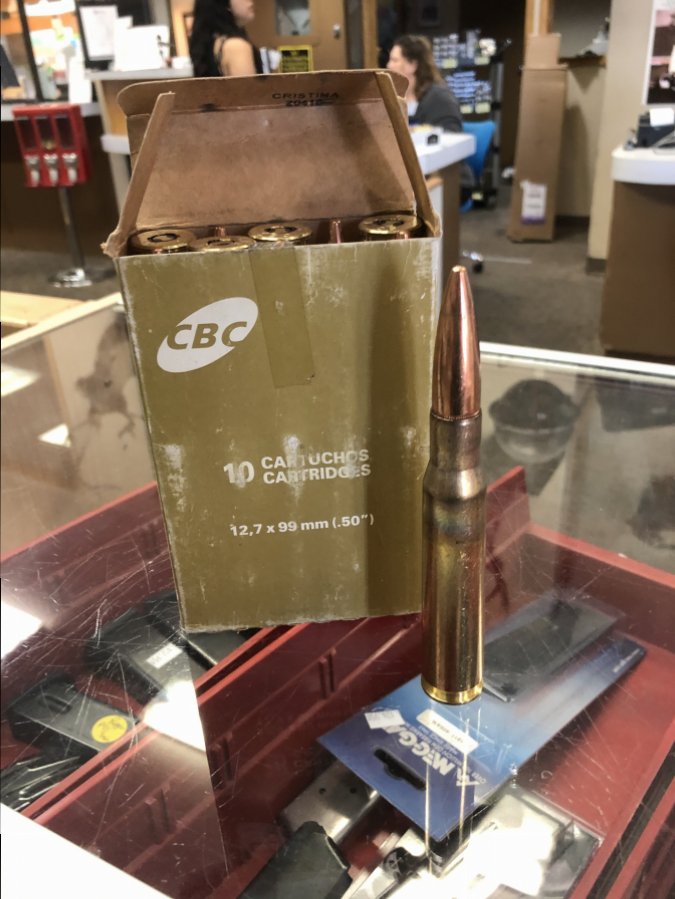 CRISTINA
CBC
10 CARTUCHOS
CARTRIDGES
12,7 x 99 mm (.50")